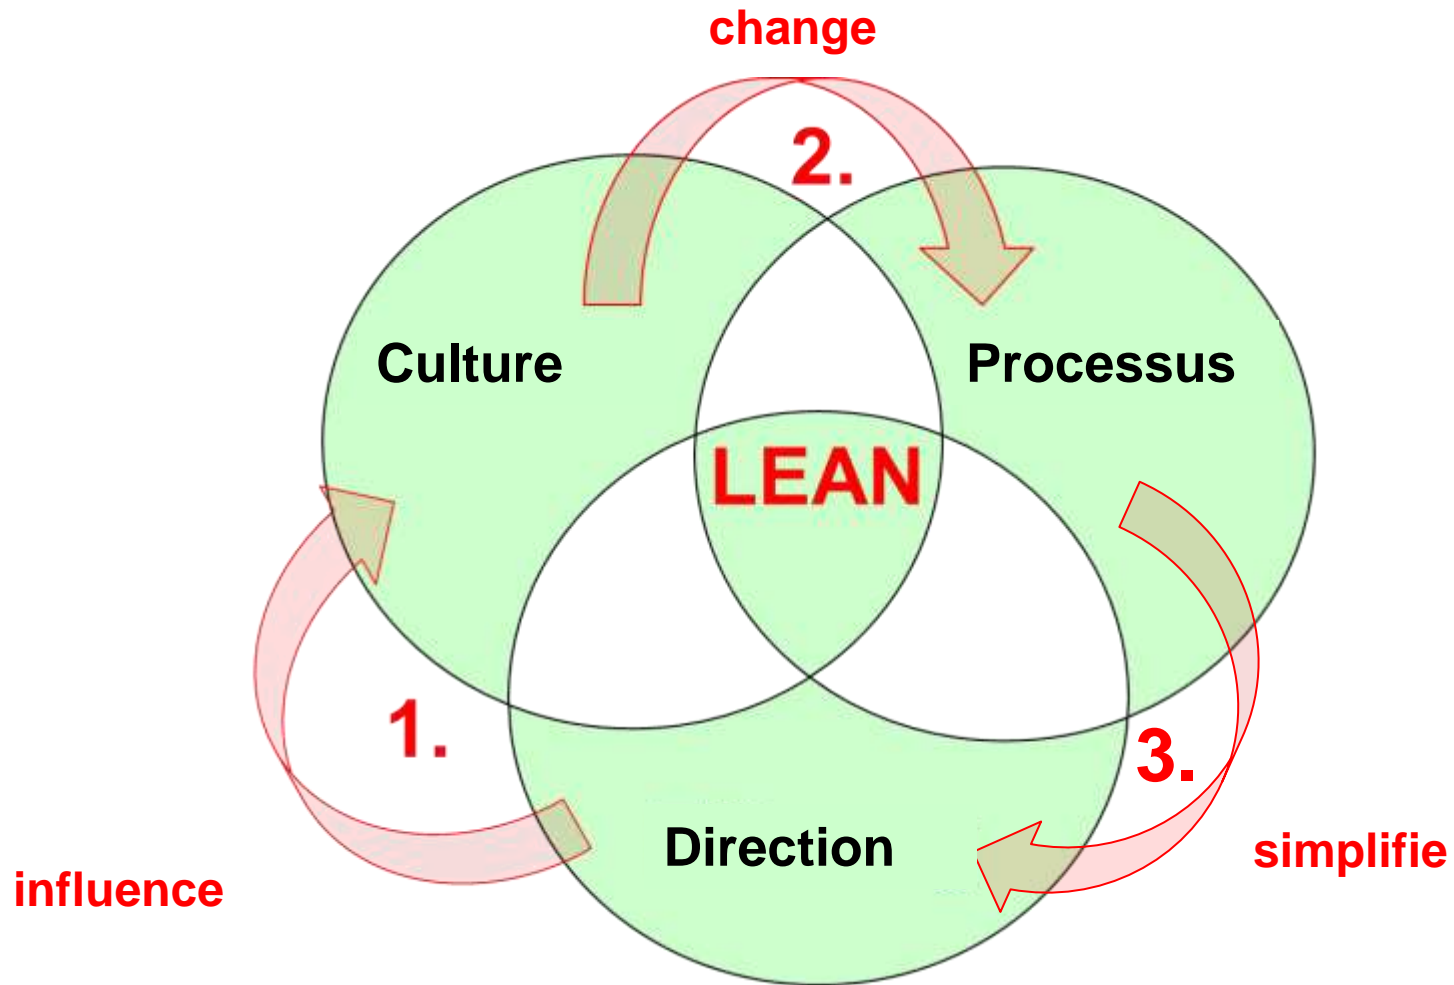 change
2.
Culture
Processus
LEAN
1.
3.
Direction
simplifie
influence